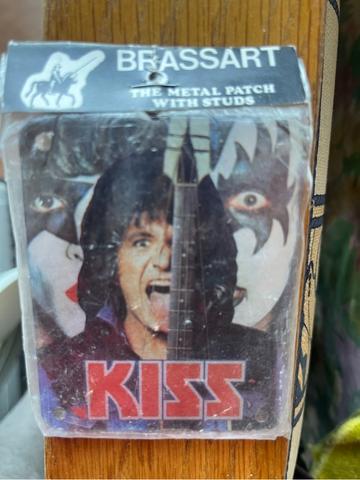 BRASSART
THE METAL PATCH
WITH STUDS
KISS